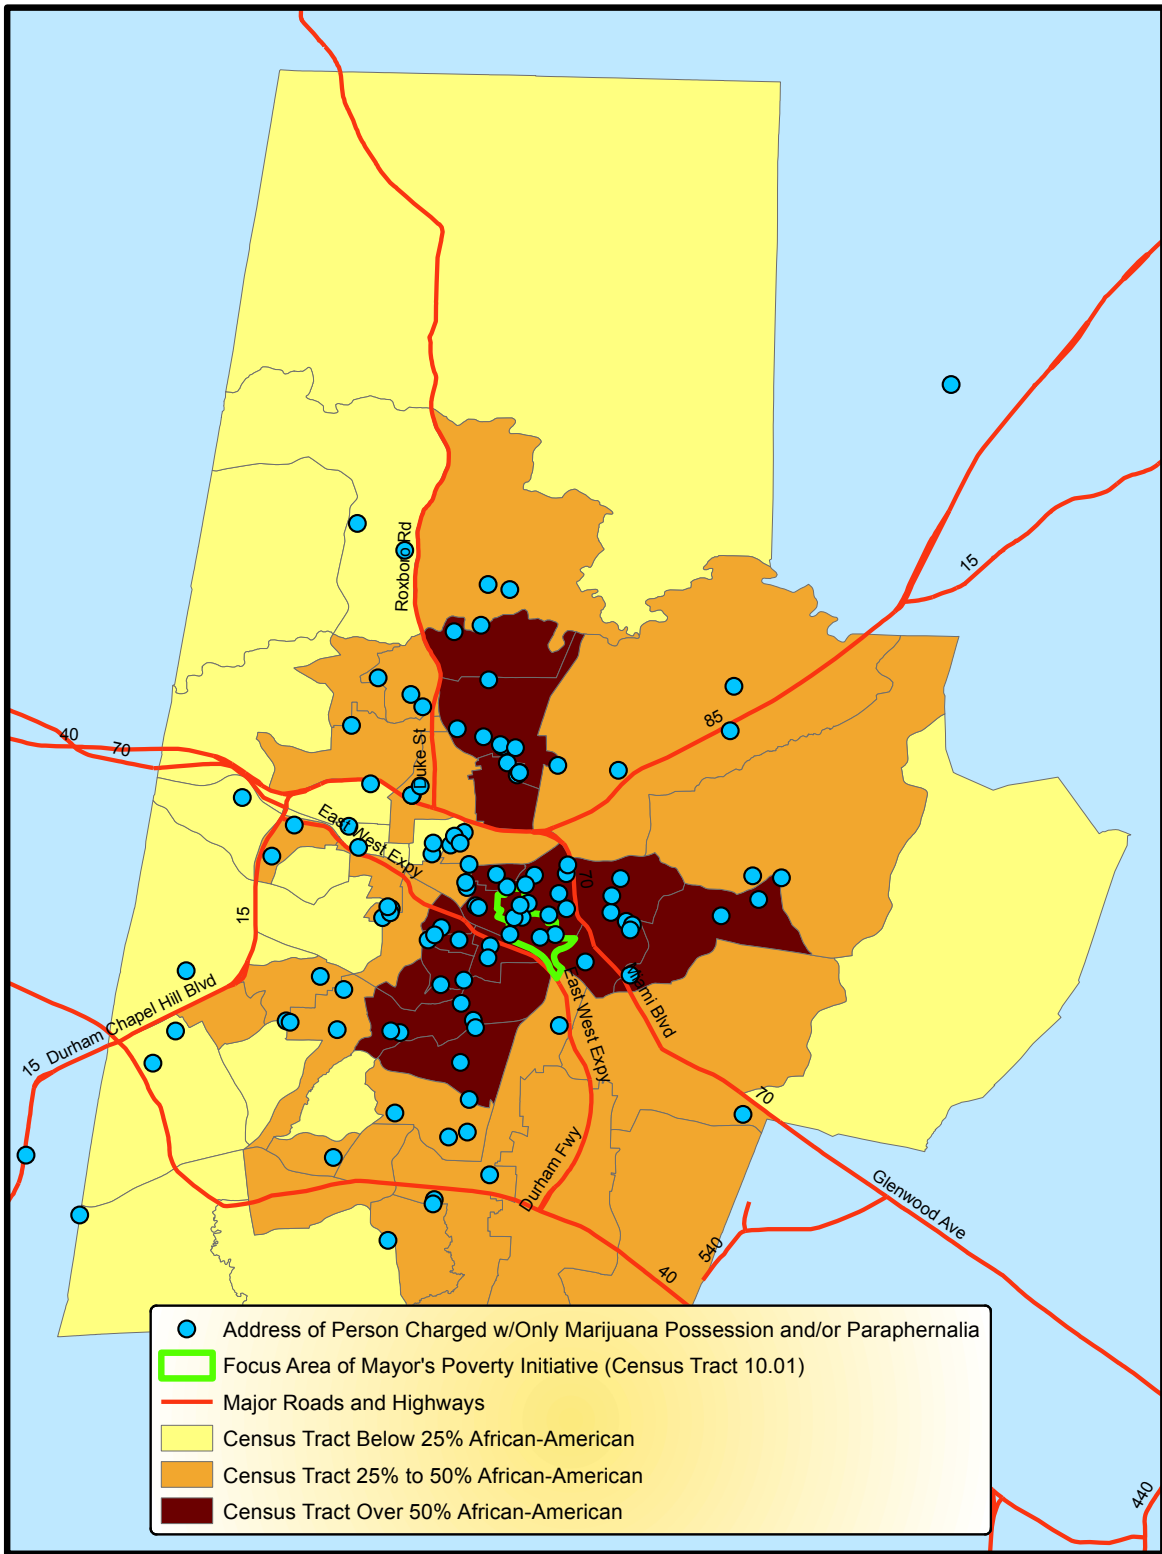 15
Roxboro Rd
85
40
70
Duke St
East West Expy
70
15
Durham Chapel Hill Blvd
15
East West Expy
Miami Blvd
70
Durham Fwy
Glenwood Ave
540
40
Address of Person Charged w/Only Marijuana Possession and/or Paraphernalia
Focus Area of Mayor's Poverty Initiative (Census Tract 10.01)
Major Roads and Highways
Census Tract Below 25% African-American
Census Tract 25% to 50% African-American
Census Tract Over 50% African-American
440